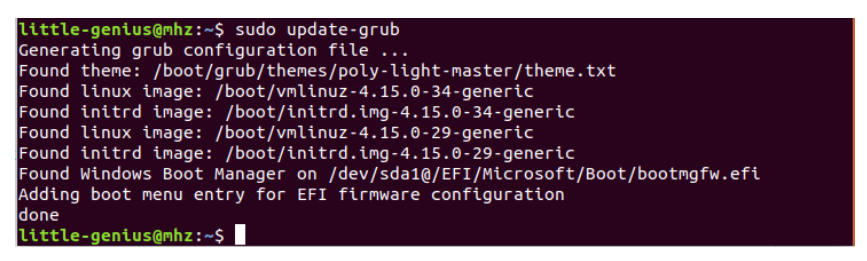 little-genius@mhz:~$ sudo update-grub
Generating grub configuration file ...
Found theme: /boot/grub/themes/poly-light-master/theme.txt
Found linux image: /boot/vmlinuz-4.15.0-34-generic
Found initrd image: /boot/initrd.img-4.15.0-34-generic
Found linux image: /boot/vmlinuz-4.15.0-29-generic
Found initrd image: /boot/initrd.img-4.15.0-29-generic
Found Windows Boot Manager on /dev/sda1@/EFI/Microsoft/Boot/bootmgfw.efi
Adding boot menu entry for EFI firmware configuration
done
little-genius@mhz:~$